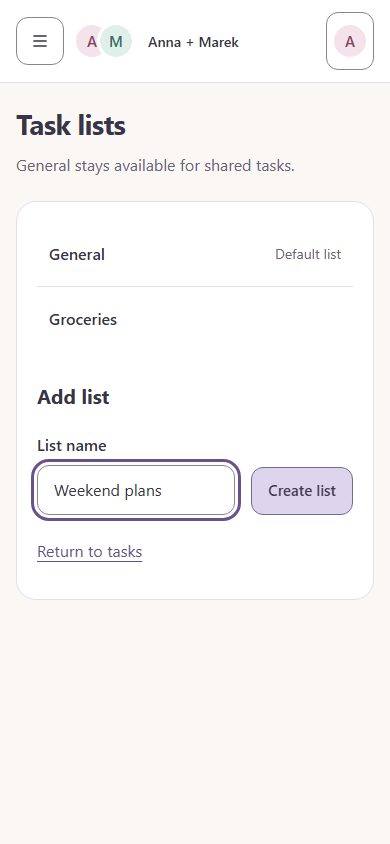 A M Anna + Marek A
Task lists
General stays available for shared tasks.
General Default list
Groceries
Add list
List name
Weekend plans Create list
Return to tasks